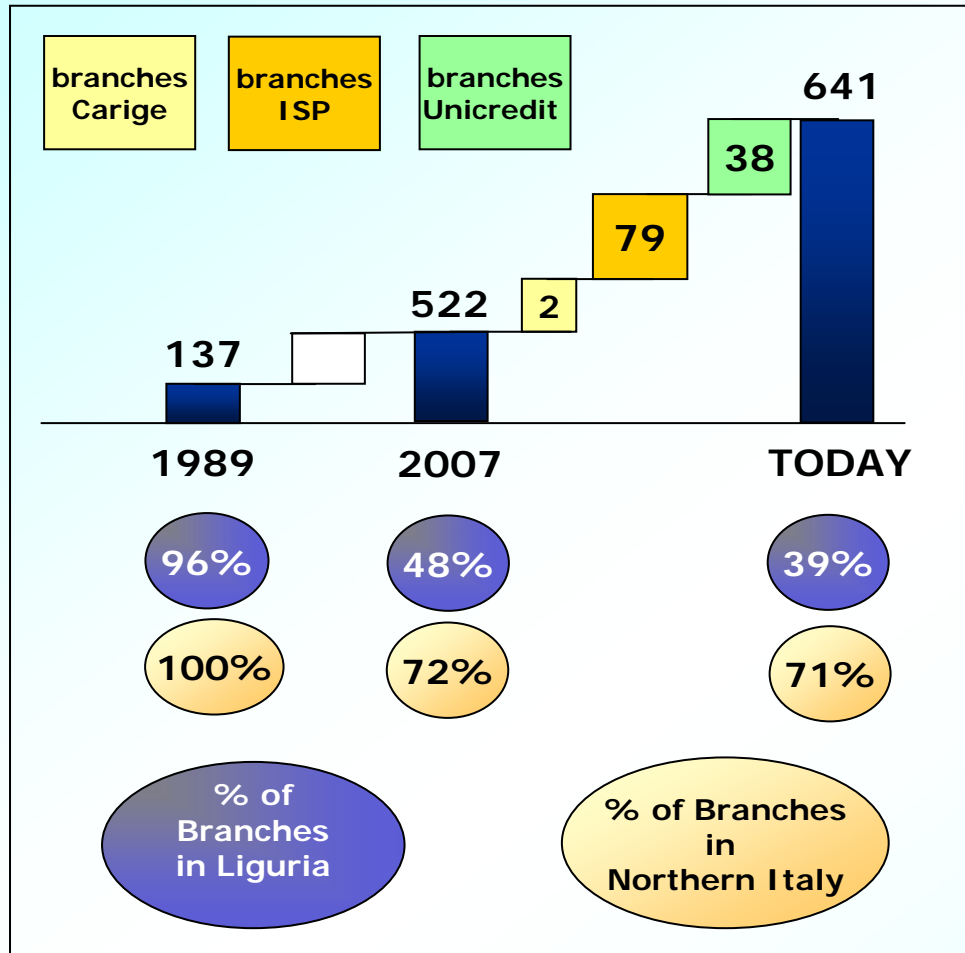 branches
Carige
branches
ISP
branches
Unicredit
641
38
79
2
522
137
1989
2007
TODAY
96%
48%
39%
100%
72%
71%
% of
Branches
in Liguria
% of Branches
in
Northern Italy